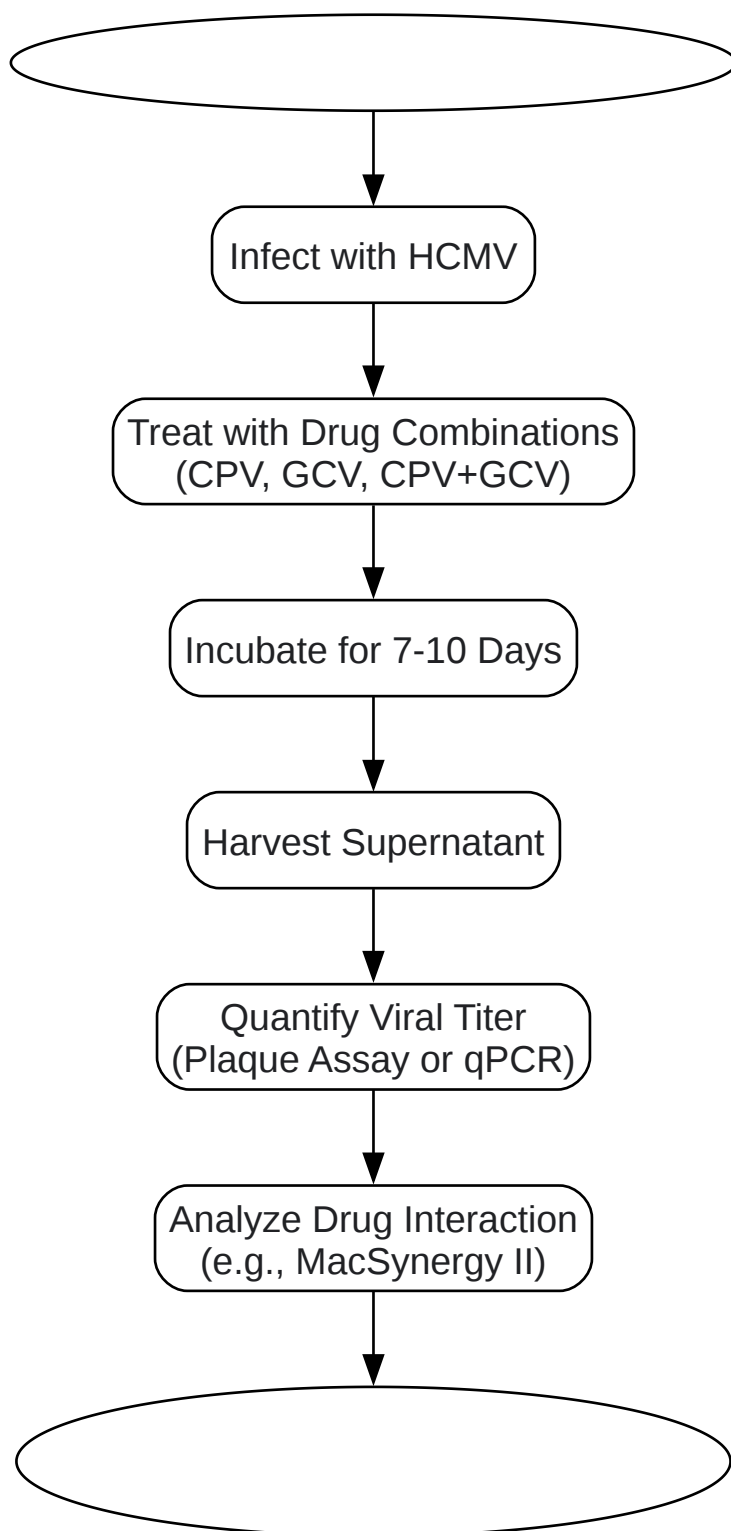 Infect with HCMV
Treat with Drug Combinations
(CPV, GCV, CPV+GCV)
Incubate for 7-10 Days
Harvest Supernatant
Quantify Viral Titer
(Plaque Assay or qPCR)
Analyze Drug Interaction
(e.g., MacSynergy II)